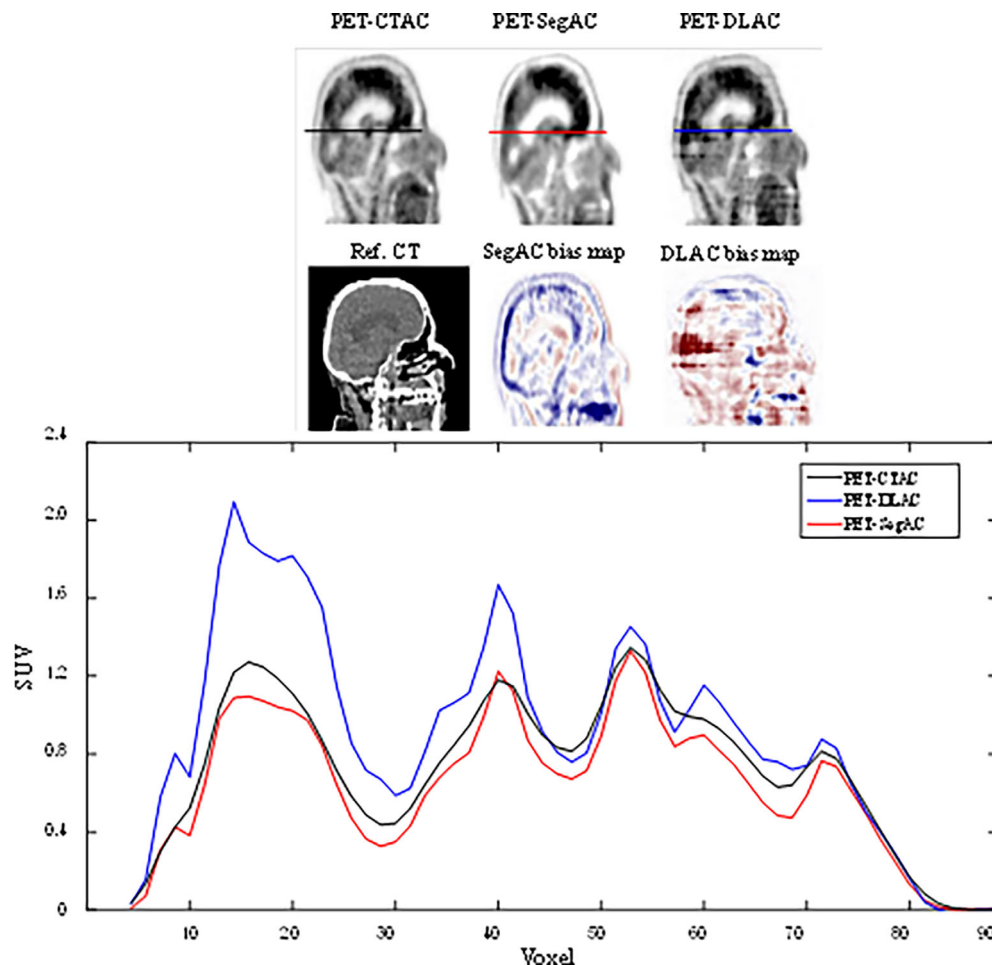 PET-CTAC PET-SegAC PET-DLAC
Ref. CT SegAC bias map DLAC bias map
2.4
2.0
1.6
1.2
0.8
0.4
0
SUV
PET-CTAC
PET-DLAC
PET-SegAC
10 20 30 40 50 60 70 80 90
Voxel